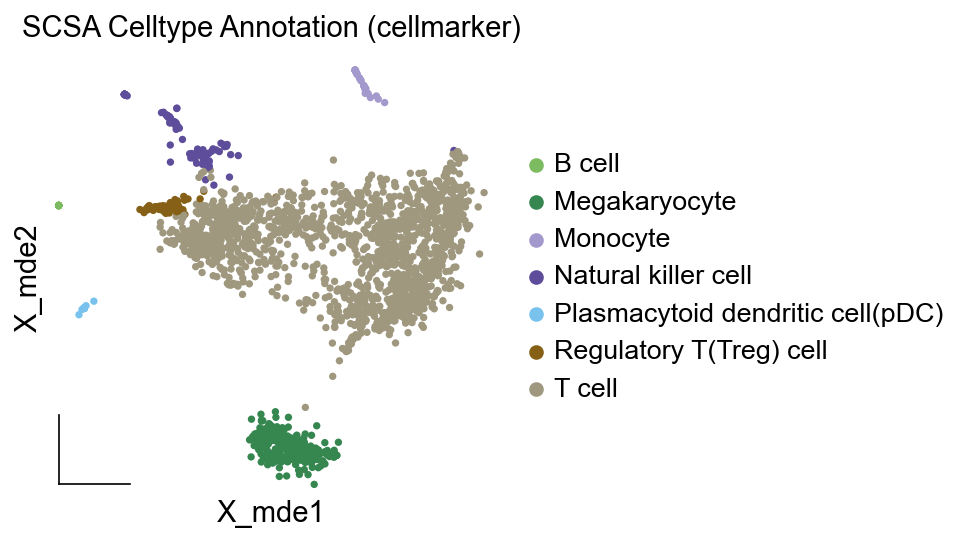 SCSA Celltype Annotation (cellmarker)
B cell
Megakaryocyte
Monocyte
Natural killer cell
Plasmacytoid dendritic cell(pDC)
Regulatory T(Treg) cell
T cell
X_mde2
X_mde1